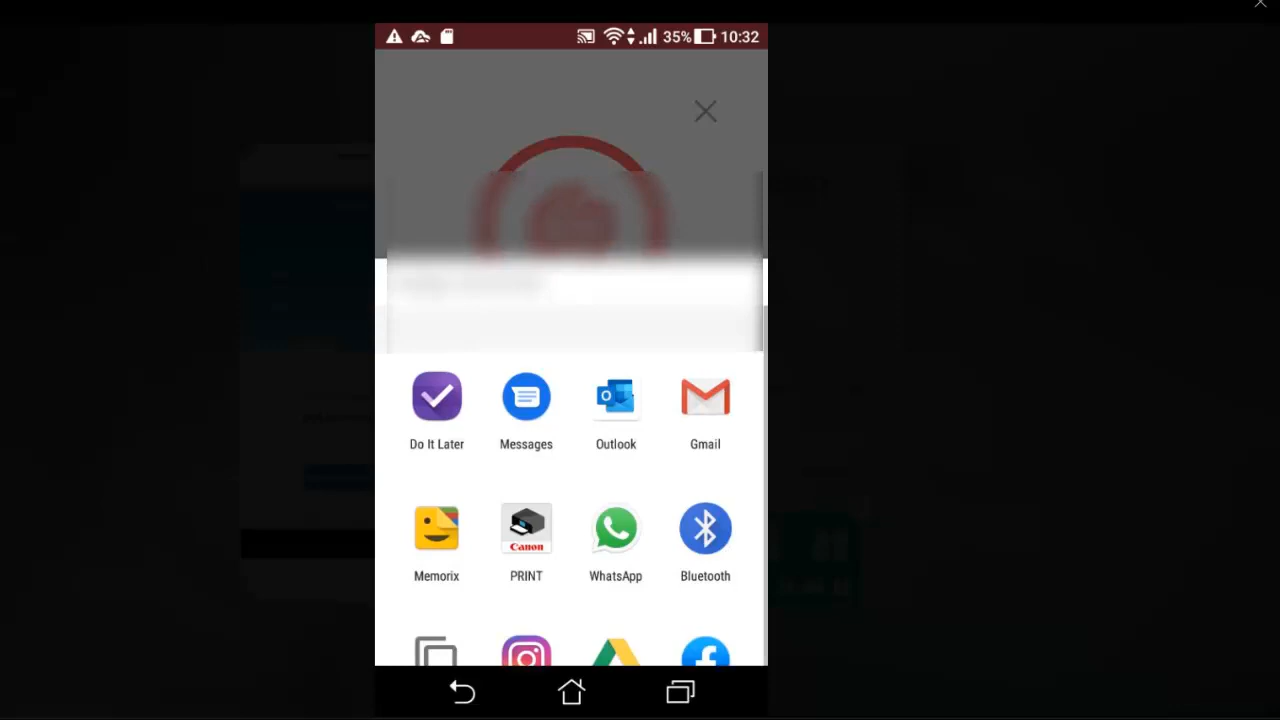 35% 10:32
Do It Later Messages Outlook Gmail
Canon
Memorix PRINT WhatsApp Bluetooth